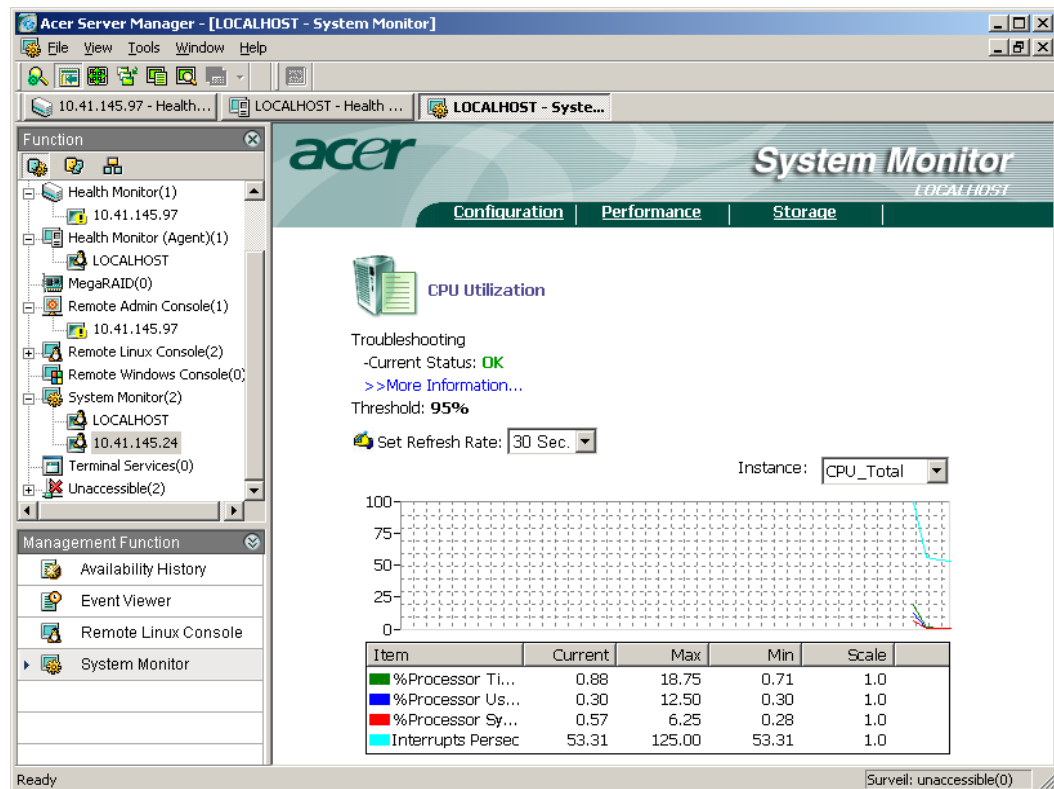 Acer Server Manager - [LOCALHOST - System Monitor]
File View Tools Window Help
10.41.145.97 - Health... LOCALHOST - Health ... LOCALHOST - Syste...
Function
Health Monitor(1)
10.41.145.97
Health Monitor (Agent)(1)
LOCALHOST
MegaRAID(0)
Remote Admin Console(1)
10.41.145.97
Remote Linux Console(2)
Remote Windows Console(0)
System Monitor(2)
LOCALHOST
10.41.145.24
Terminal Services(0)
Unaccessible(2)
Management Function
Availability History
Event Viewer
Remote Linux Console
System Monitor
acer
System Monitor
LOCALHOST
Configuration | Performance | Storage |
CPU Utilization
Troubleshooting
-Current Status: OK
>>More Information...
Threshold: 95%
Set Refresh Rate: 30 Sec.
Instance: CPU_Total
100
75
50
25
0
Item Current Max Min Scale
%Processor Ti... 0.88 18.75 0.71 1.0
%Processor Us... 0.30 12.50 0.30 1.0
%Processor Sy... 0.57 6.25 0.28 1.0
Interrupts Persec 53.31 125.00 53.31 1.0
Ready
Surveil: unaccessible(0)